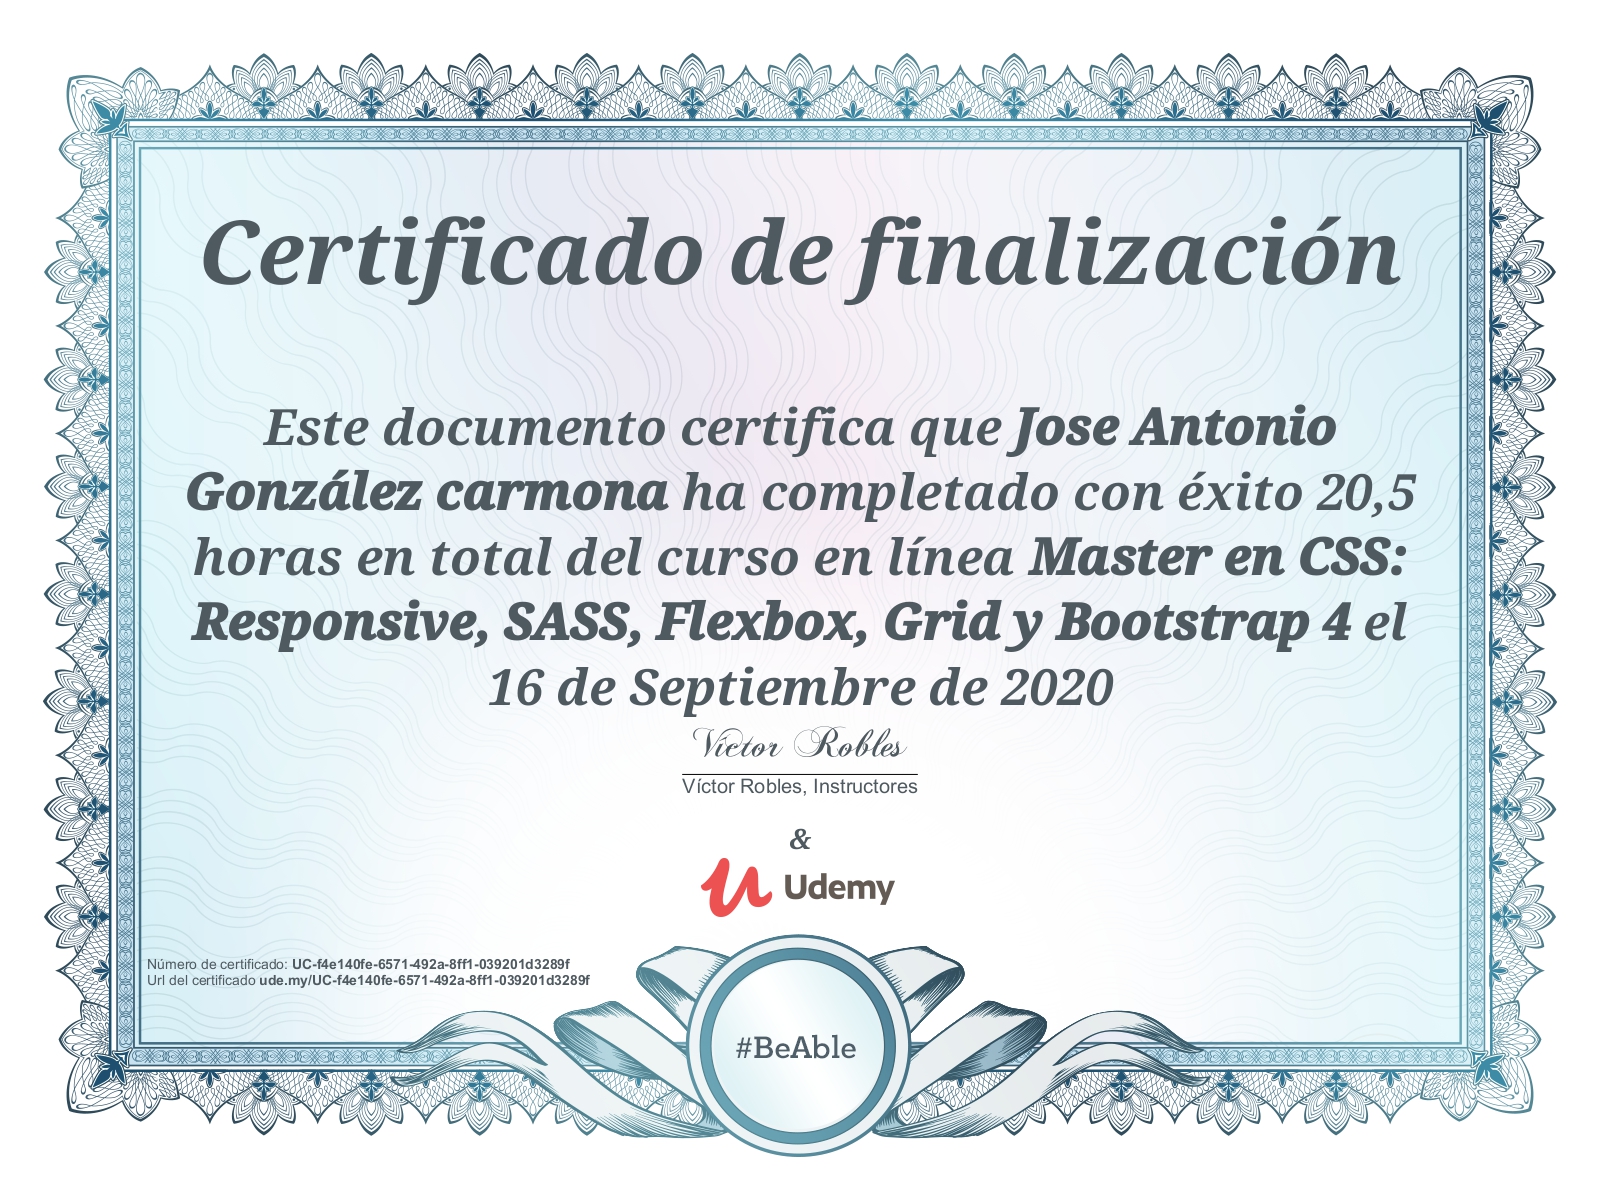 Certificado de finalización
Este documento certifica que Jose Antonio
González carmona ha completado con éxito 20,5
horas en total del curso en línea Master en CSS:
Responsive, SASS, Flexbox, Grid y Bootstrap 4 el
16 de Septiembre de 2020
Víctor Robles
Víctor Robles, Instructores
&
Udemy
Número de certificado: UC-f4e140fe-6571-492a-8ff1-039201d3289f
Url del certificado ude.my/UC-f4e140fe-6571-492a-8ff1-039201d3289f
#BeAble